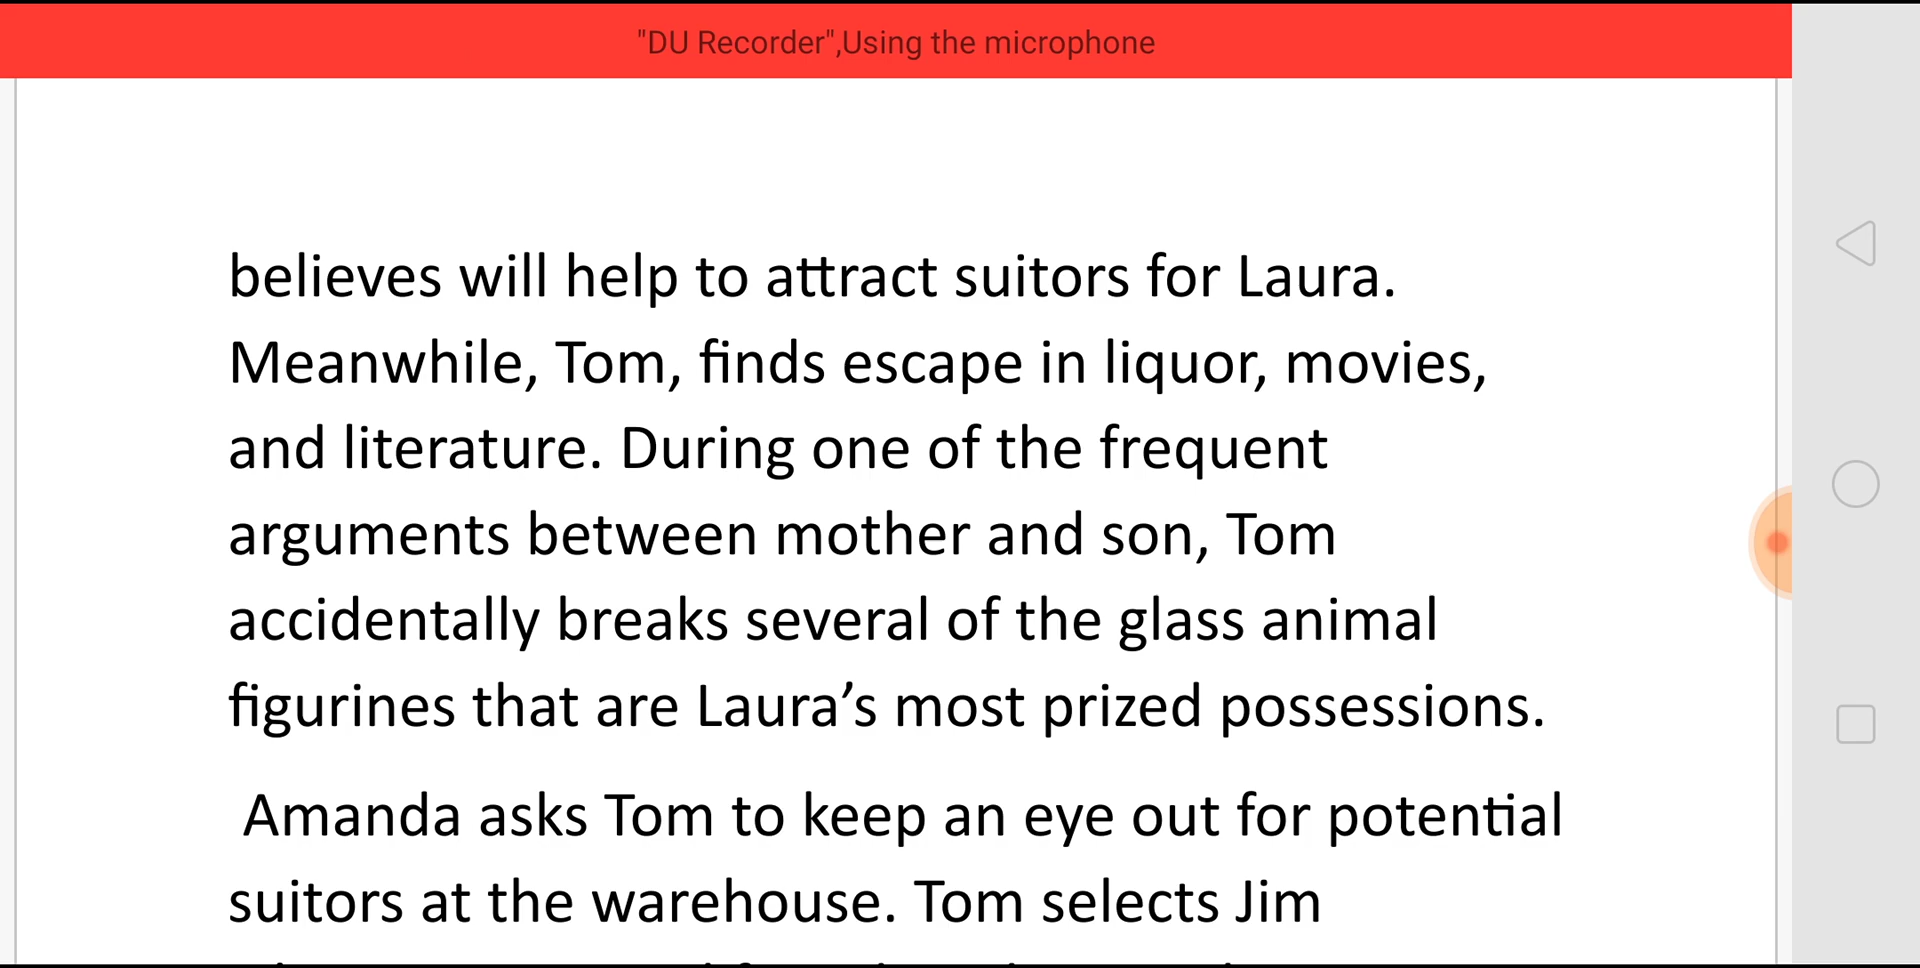 "DU Recorder",Using the microphone
believes will help to attract suitors for Laura.
Meanwhile, Tom, finds escape in liquor, movies,
and literature. During one of the frequent
arguments between mother and son, Tom
accidentally breaks several of the glass animal
figurines that are Laura’s most prized possessions.
Amanda asks Tom to keep an eye out for potential
suitors at the warehouse. Tom selects Jim